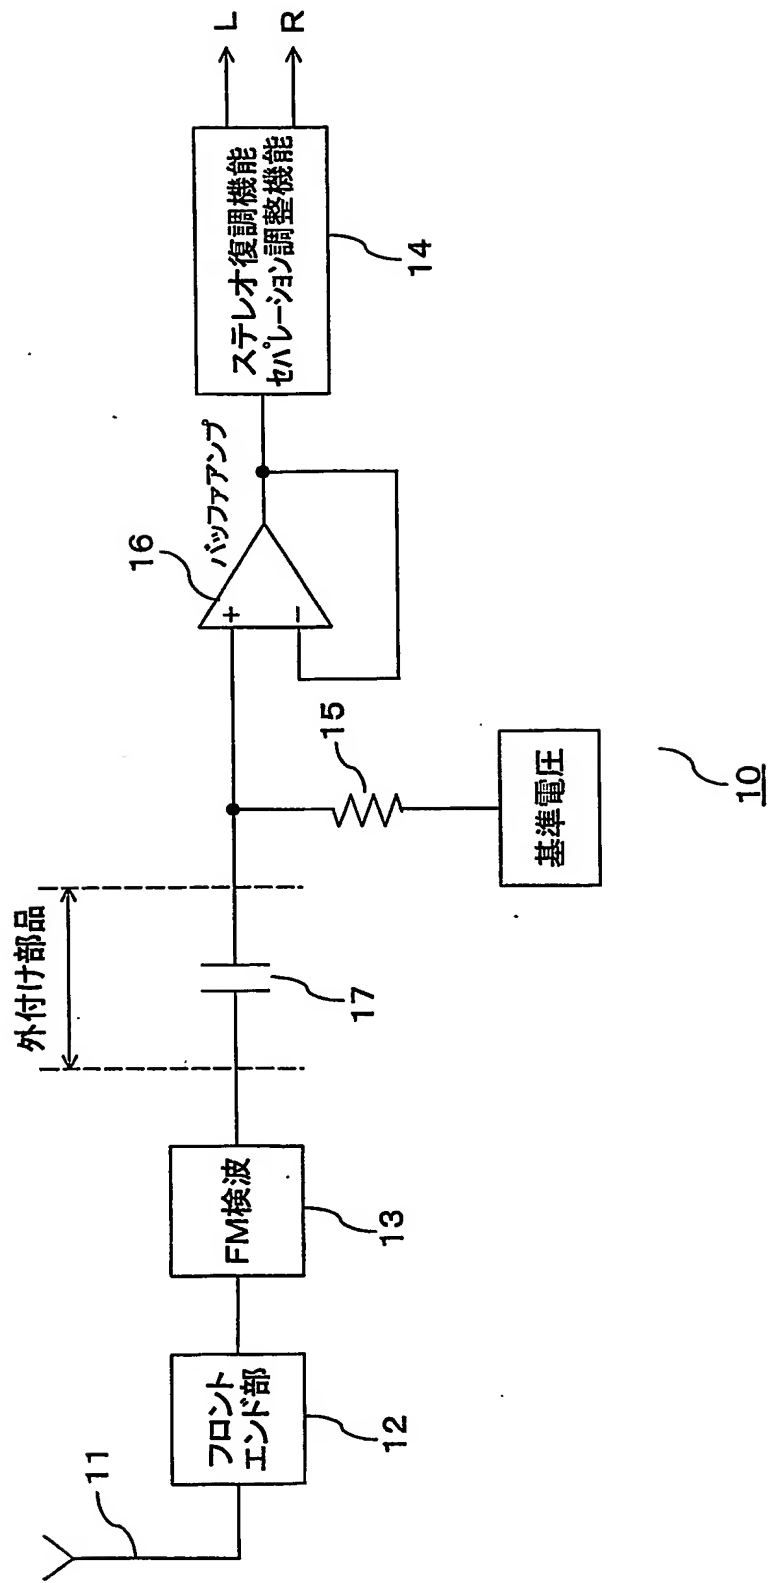 11
フロント
エンド部
12
FM検波
13
外付け部品
17
15
基準電圧
16
バッファアンプ
+
−
ステレオ復調機能
セパレーション調整機能
14
L
R
10